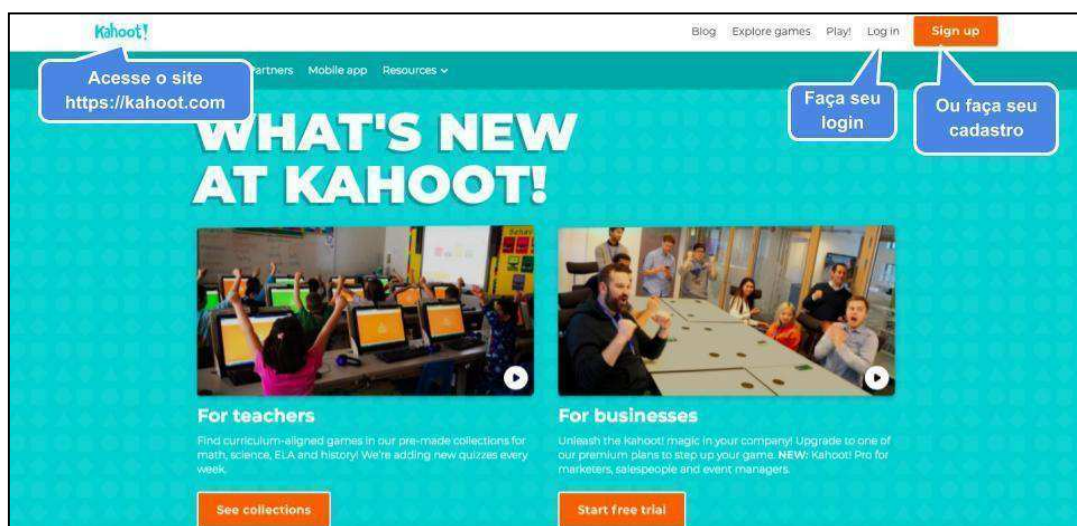 Kahoot!
Blog Explore games Play! Log in Sign up
Acesse o site
https://kahoot.com
Partners Mobile app Resources
Faça seu
login
Ou faça seu
cadastro
WHAT'S NEW
AT KAHOOT!
For teachers
Find curriculum-aligned games in our pre-made collections for
math, science, ELA and history! We're adding new quizzes every
week.
See collections
For businesses
Unleash the Kahoot! magic in your company! Upgrade to one of
our premium plans to step up your game. NEW: Kahoot! Pro for
marketers, salespeople and event managers.
Start free trial